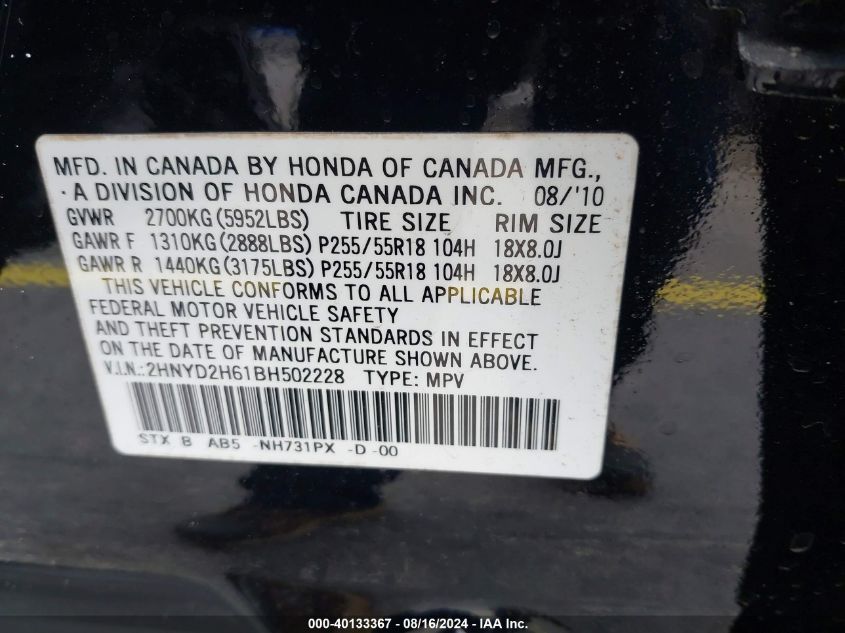 MFD. IN CANADA BY HONDA OF CANADA MFG.,
A DIVISION OF HONDA CANADA INC. 08/'10
GVWR 2700KG(5952LBS) TIRE SIZE RIM SIZE
GAWR F 1310KG(2888LBS) P255/55R18 104H 18X8.0J
GAWR R 1440KG(3175LBS) P255/55R18 104H 18X8.0J
THIS VEHICLE CONFORMS TO ALL APPLICABLE
FEDERAL MOTOR VEHICLE SAFETY
AND THEFT PREVENTION STANDARDS IN EFFECT
ON THE DATE OF MANUFACTURE SHOWN ABOVE.
V.I.N.:2HNYD2H61BH502228 TYPE: MPV
STX B AB5 -NH731PX -D -00
000-40133367 - 08/16/2024 - IAA Inc.